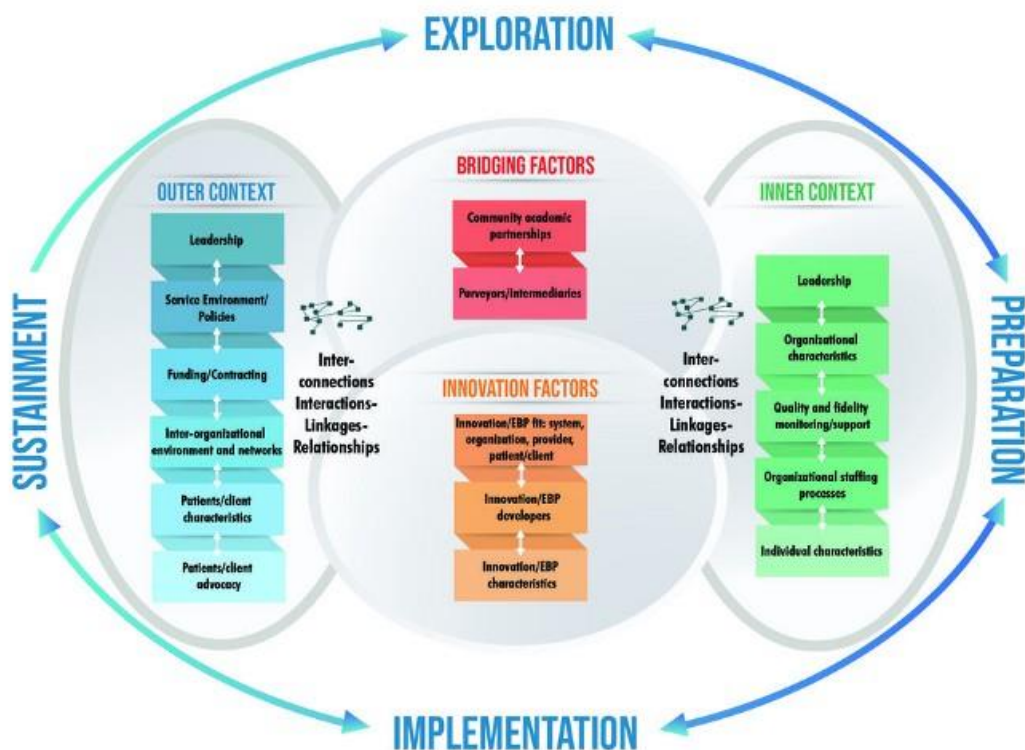 EXPLORATION
OUTER CONTEXT
Leadership
Service Environment/
Policies
Funding/Contracting
Inter-organizational
environment and networks
Patients/client
characteristics
Patients/client
advocacy
Inter-
connections
Interactions-
Linkages-
Relationships
BRIDGING FACTORS
Community academic
partnerships
Purveyors/Intermediaries
INNOVATION FACTORS
Innovation/EBP fit: system,
organization, provider,
patient/client
Innovation/EBP
developers
Innovation/EBP
characteristics
Inter-
connections
Interactions-
Linkages-
Relationships
INNER CONTEXT
Leadership
Organizational
characteristics
Quality and fidelity
monitoring/support
Organizational staffing
processes
Individual characteristics
PREPARATION
IMPLEMENTATION
SUSTAINMENT